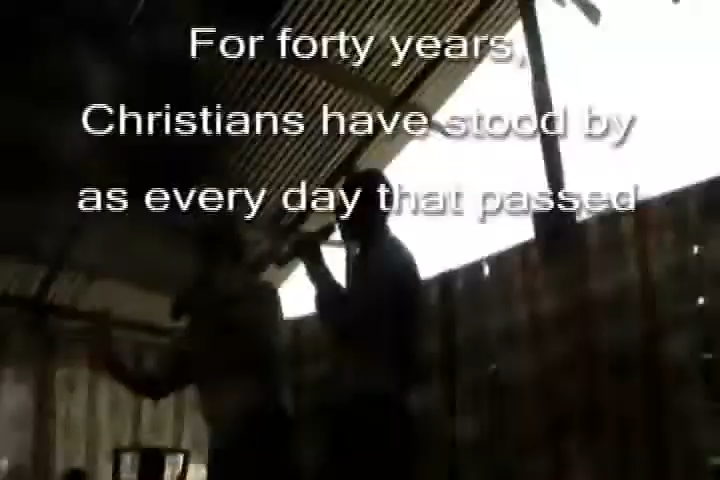 For forty years,
Christians have stood by
as every day that passed